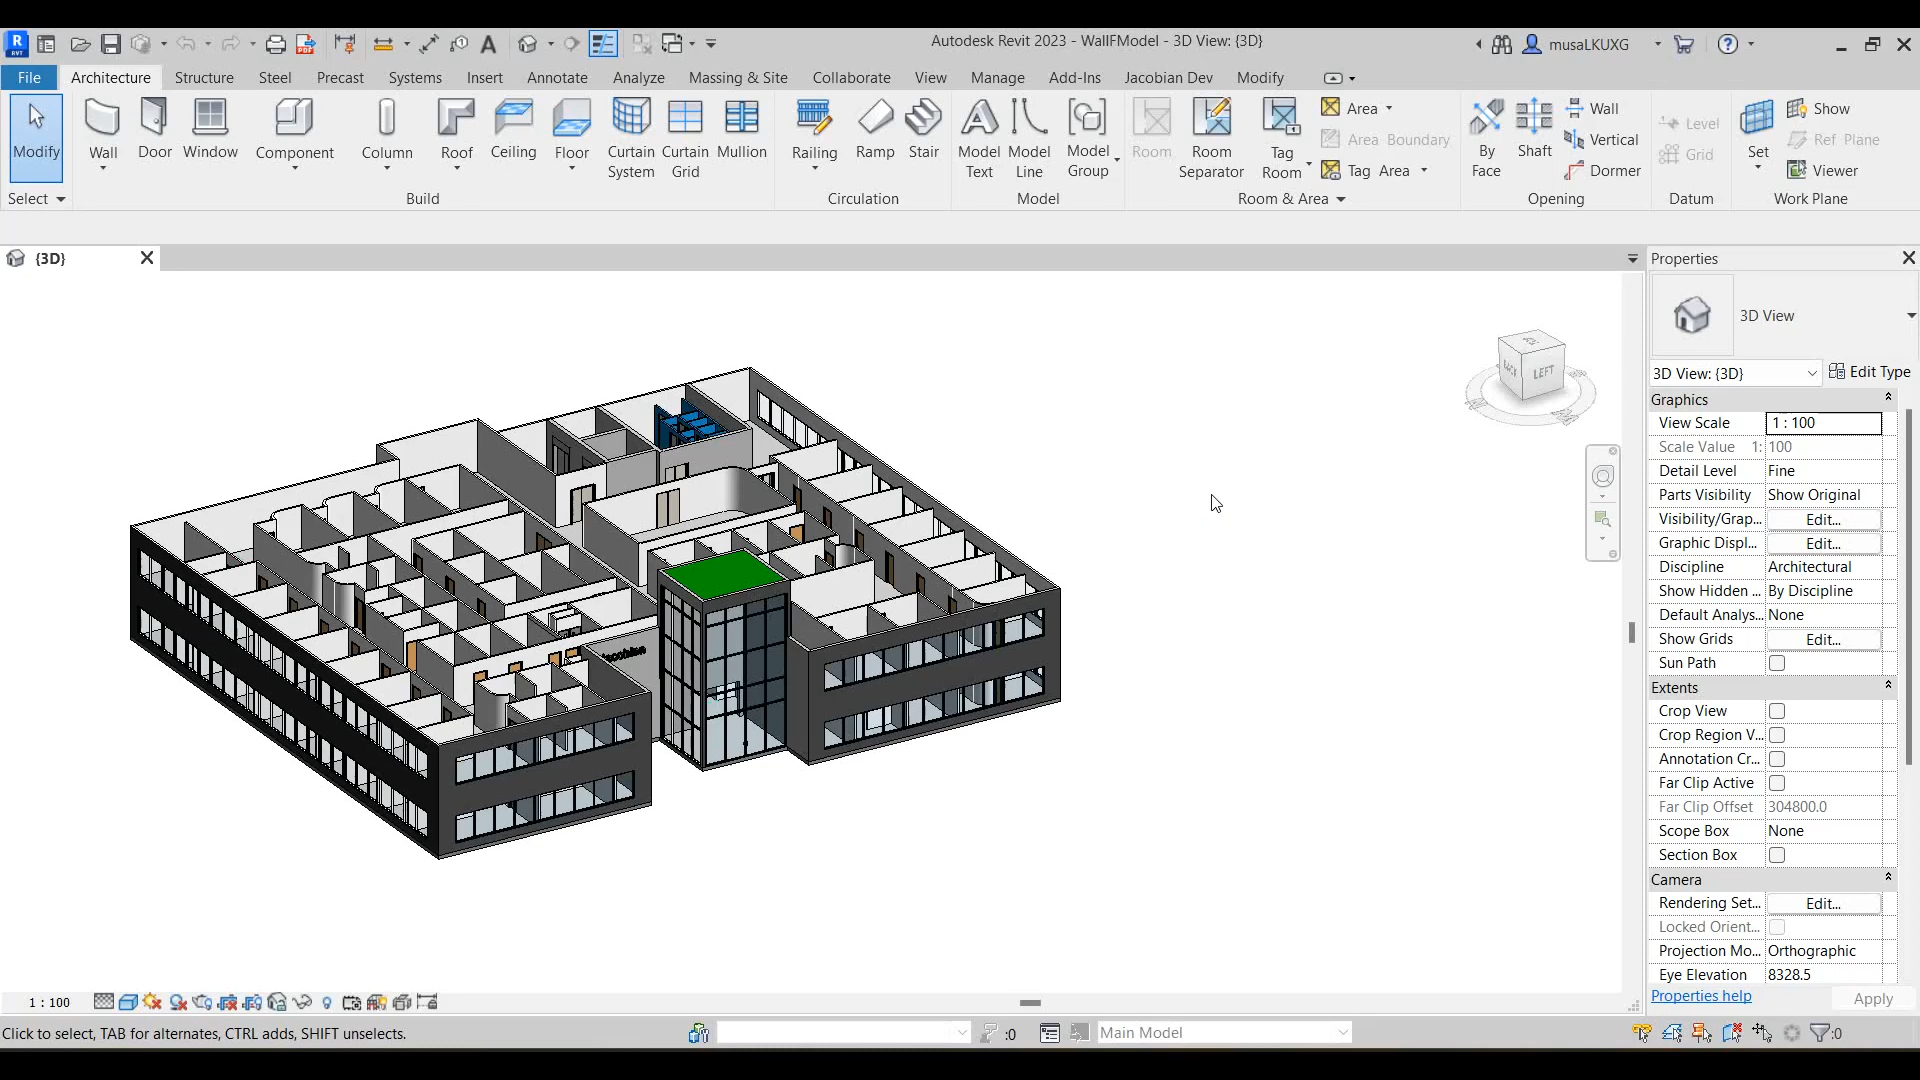 Autodesk Revit 2023 - WallFModel - 3D View: {3D}
musaLKUXG
File Architecture Structure Steel Precast Systems Insert Annotate Analyze Massing & Site Collaborate View Manage Add-Ins Jacobian Dev Modify
Modify
Wall
Door
Window
Component
Column
Roof
Ceiling
Floor
Curtain System
Curtain Grid
Mullion
Railing
Ramp
Stair
Model Text
Model Line
Model Group
Room
Room Separator
Tag Room
Area
Area Boundary
Tag Area
By Face
Shaft
Wall
Vertical
Dormer
Level
Grid
Set
Show
Ref Plane
Viewer
Select
Build
Circulation
Model
Room & Area
Opening
Datum
Work Plane
{3D}
LEFT
BACK
Jacobian
Properties
3D View
3D View: {3D}
Edit Type
Graphics
View Scale 1 : 100
Scale Value 1: 100
Detail Level Fine
Parts Visibility Show Original
Visibility/Grap... Edit...
Graphic Displ... Edit...
Discipline Architectural
Show Hidden ... By Discipline
Default Analys... None
Show Grids Edit...
Sun Path
Extents
Crop View
Crop Region V...
Annotation Cr...
Far Clip Active
Far Clip Offset 304800.0
Scope Box None
Section Box
Camera
Rendering Set... Edit...
Locked Orient...
Projection Mo... Orthographic
Eye Elevation 8328.5
Properties help
Apply
1 : 100
Click to select, TAB for alternates, CTRL adds, SHIFT unselects.
:0
Main Model
:0